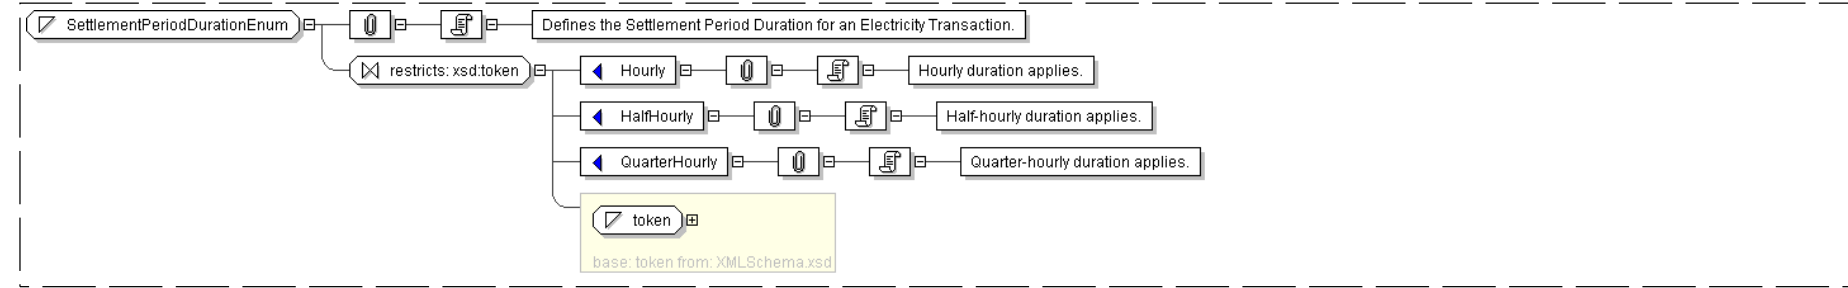 SettlementPeriodDurationEnum Defines the Settlement Period Duration for an Electricity Transaction.
restricts: xsd:token Hourly Hourly duration applies.
HalfHourly Half-hourly duration applies.
QuarterHourly Quarter-hourly duration applies.
token
base: token from: XMLSchema.xsd